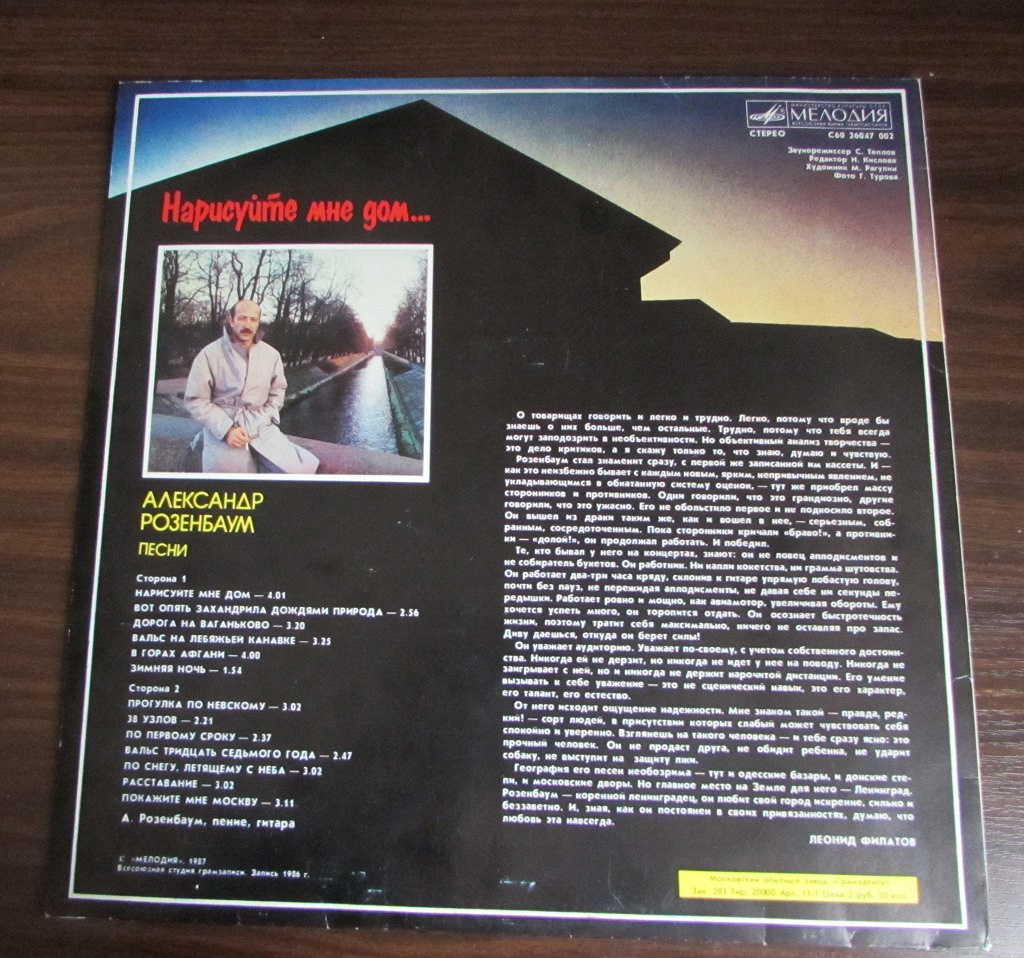 МИНИСТЕРСТВО КУЛЬТУРЫ СССР
МЕЛОДИЯ
ВСЕСОЮЗНАЯ ФИРМА ГРАМПЛАСТИНОК
СТЕРЕО С60 26047 002
Звукорежиссер С. Теплов
Редактор И. Кислова
Художник М. Рагулин
Фото Г. Турова
Нарисуйте мне дом...
АЛЕКСАНДР
РОЗЕНБАУМ
ПЕСНИ
Сторона 1
НАРИСУЙТЕ МНЕ ДОМ — 4.01
ВОТ ОПЯТЬ ЗАХАНДРИЛА ДОЖДЯМИ ПРИРОДА — 2.56
ДОРОГА НА ВАГАНЬКОВО — 3.20
ВАЛЬС НА ЛЕБЯЖЬЕЙ КАНАВКЕ — 3.25
В ГОРАХ АФГАНИ — 4.00
ЗИМНЯЯ НОЧЬ — 1.54
Сторона 2
ПРОГУЛКА ПО НЕВСКОМУ — 3.02
38 УЗЛОВ — 2.21
ПО ПЕРВОМУ СРОКУ — 2.37
ВАЛЬС ТРИДЦАТЬ СЕДЬМОГО ГОДА — 2.47
ПО СНЕГУ, ЛЕТЯЩЕМУ С НЕБА — 3.02
РАССТАВАНИЕ — 3.02
ПОКАЖИТЕ МНЕ МОСКВУ — 3.11
А. Розенбаум, пение, гитара
С «МЕЛОДИЯ», 1987
Всесоюзная студия грамзаписи. Запись 1986 г.
О товарищах говорить и легко и трудно. Легко, потому что вроде бы
знаешь о них больше, чем остальные. Трудно, потому что тебя всегда
могут заподозрить в необъективности. Но объективный анализ творчества —
это дело критиков, а я скажу только то, что знаю, думаю и чувствую.
Розенбаум стал знаменит сразу, с первой же записанной им кассеты. И —
как это неизбежно бывает с каждым новым, ярким, непривычным явлением, не
укладывающимся в обкатанную систему оценок, — тут же приобрел массу
сторонников и противников. Одни говорили, что это грандиозно, другие
говорили, что это ужасно. Его не обольстило первое и не подкосило второе.
Он вышел из драки таким же, как и вошел в нее, — серьезным, соб-
ранным, сосредоточенным. Пока сторонники кричали «браво!», а противни-
ки — «долой!», он продолжал работать. И победил.
Те, кто бывал у него на концертах, знают: он не ловец аплодисментов и
не собиратель букетов. Он работник. Ни капли кокетства, ни грамма шутовства.
Он работает два-три часа кряду, склонив к гитаре упрямую лобастую голову,
почти без пауз, не пережидая аплодисменты, не давая себе ни секунды пе-
редышки. Работает ровно и мощно, как авиамотор, увеличивая обороты. Ему
хочется успеть много, он торопится отдать. Он осознает быстротечность
жизни, поэтому тратит себя максимально, ничего не оставляя про запас.
Диву даешься, откуда он берет силы!
Он уважает аудиторию. Уважает по-своему, с учетом собственного достоин-
ства. Никогда ей не дерзит, но никогда не идет у нее на поводу. Никогда не
заигрывает с ней, но и никогда не держит нарочитой дистанции. Его умение
вызывать к себе уважение — это не сценический навык, это его характер,
его талант, его естество.
От него исходит ощущение надежности. Мне знаком такой — правда, ред-
кий! — сорт людей, в присутствии которых слабый может чувствовать себя
спокойно и уверенно. Взглянешь на такого человека — и тебе сразу ясно: это
прочный человек. Он не продаст друга, не обидит ребенка, не ударит
собаку, не выступит на защиту лжи.
География его песен необозрима — тут и одесские базары, и донские сте-
пи, и московские дворы. Но главное место на Земле для него — Ленинград.
Розенбаум — коренной ленинградец, он любит свой город искренне, сильно и
беззаветно. И, зная, как он постоянен в своих привязанностях, думаю, что
любовь эта навсегда.
ЛЕОНИД ФИЛАТОВ
Московский опытный завод «Грамзапись»
Зак. 283 Тир. 20000 Арт. 11-1 Цена 2 руб. 50 коп.